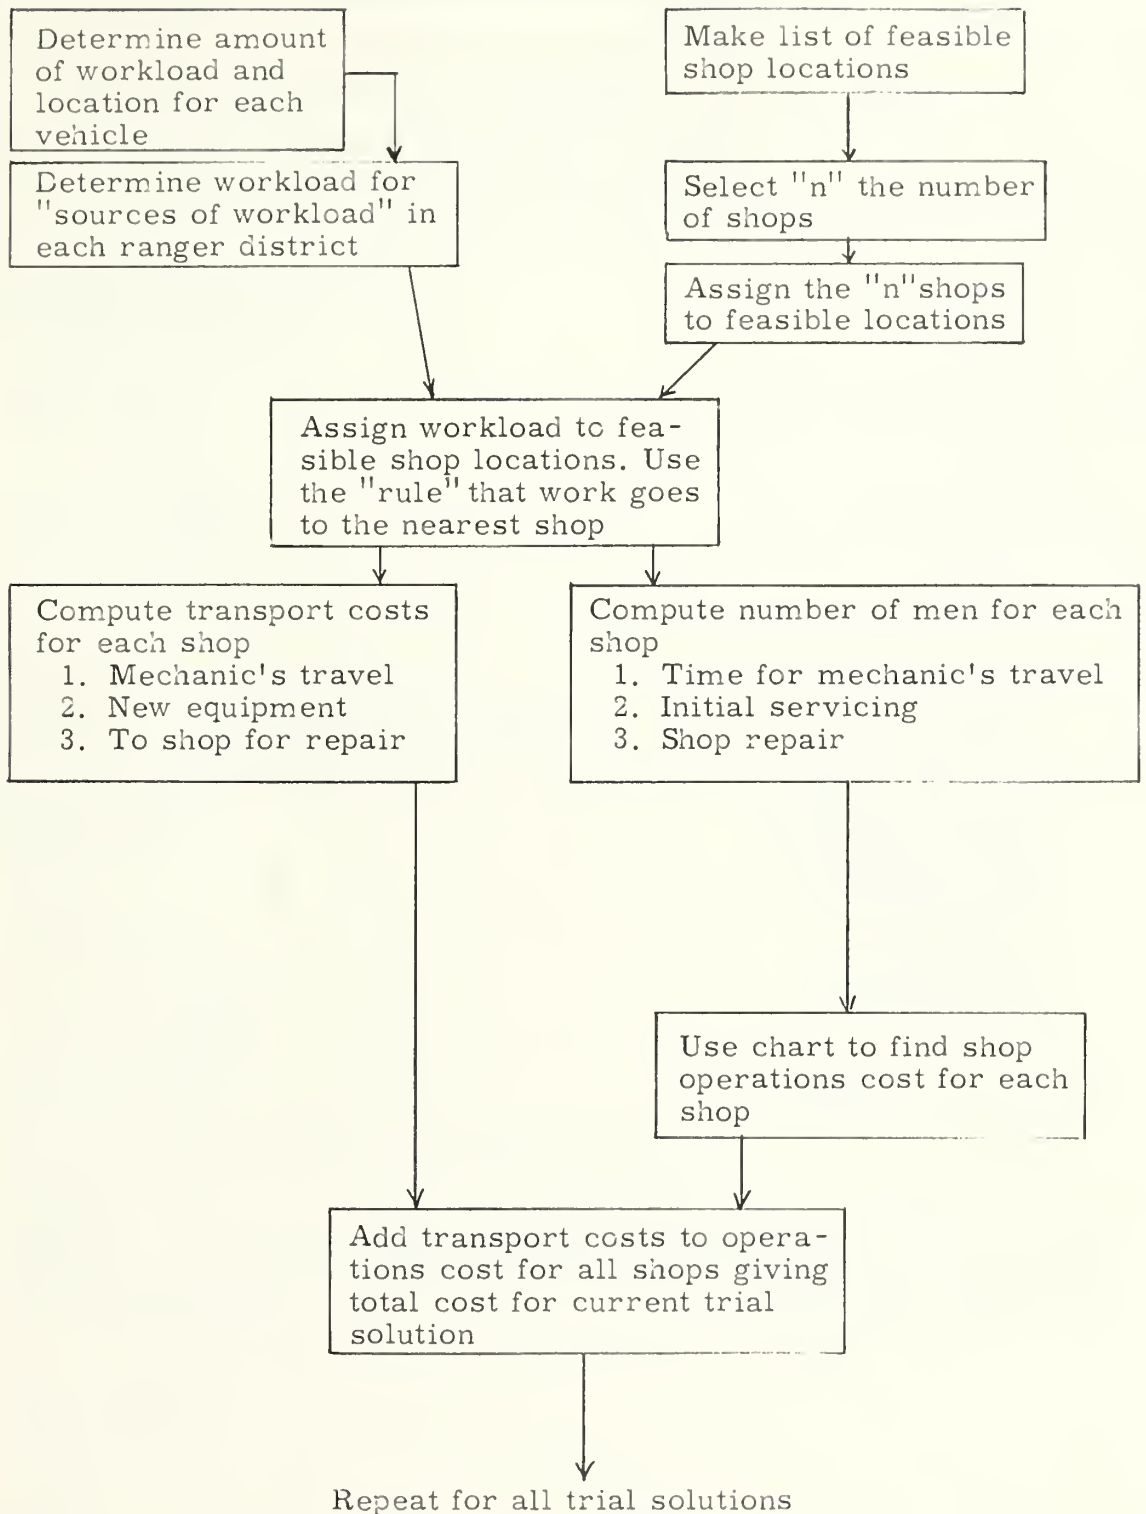 Determine amount
of workload and
location for each
vehicle
Determine workload for
"sources of workload" in
each ranger district
Make list of feasible
shop locations
Select "n" the number
of shops
Assign the "n" shops
to feasible locations
Assign workload to fea-
sible shop locations. Use
the "rule" that work goes
to the nearest shop
Compute transport costs
for each shop
1. Mechanic's travel
2. New equipment
3. To shop for repair
Compute number of men for each
shop
1. Time for mechanic's travel
2. Initial servicing
3. Shop repair
Use chart to find shop
operations cost for each
shop
Add transport costs to opera-
tions cost for all shops giving
total cost for current trial
solution
Repeat for all trial solutions